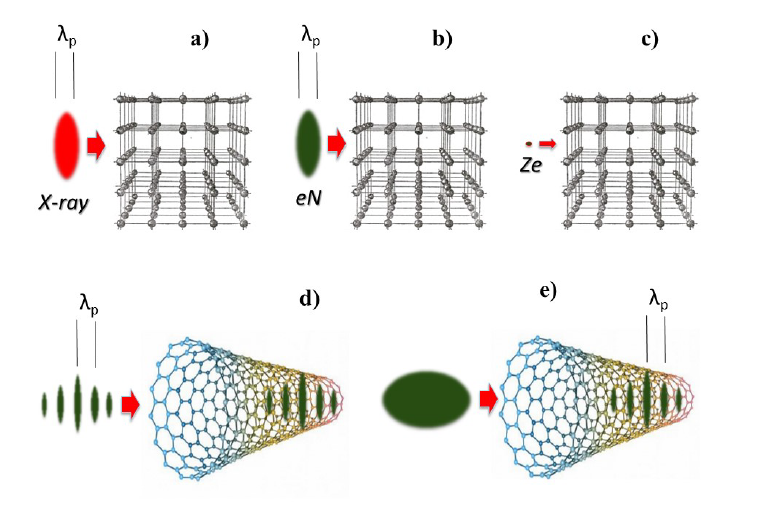 λp
a)
X-ray
λp
b)
eN
c)
Ze
λp
d)
e)
λp